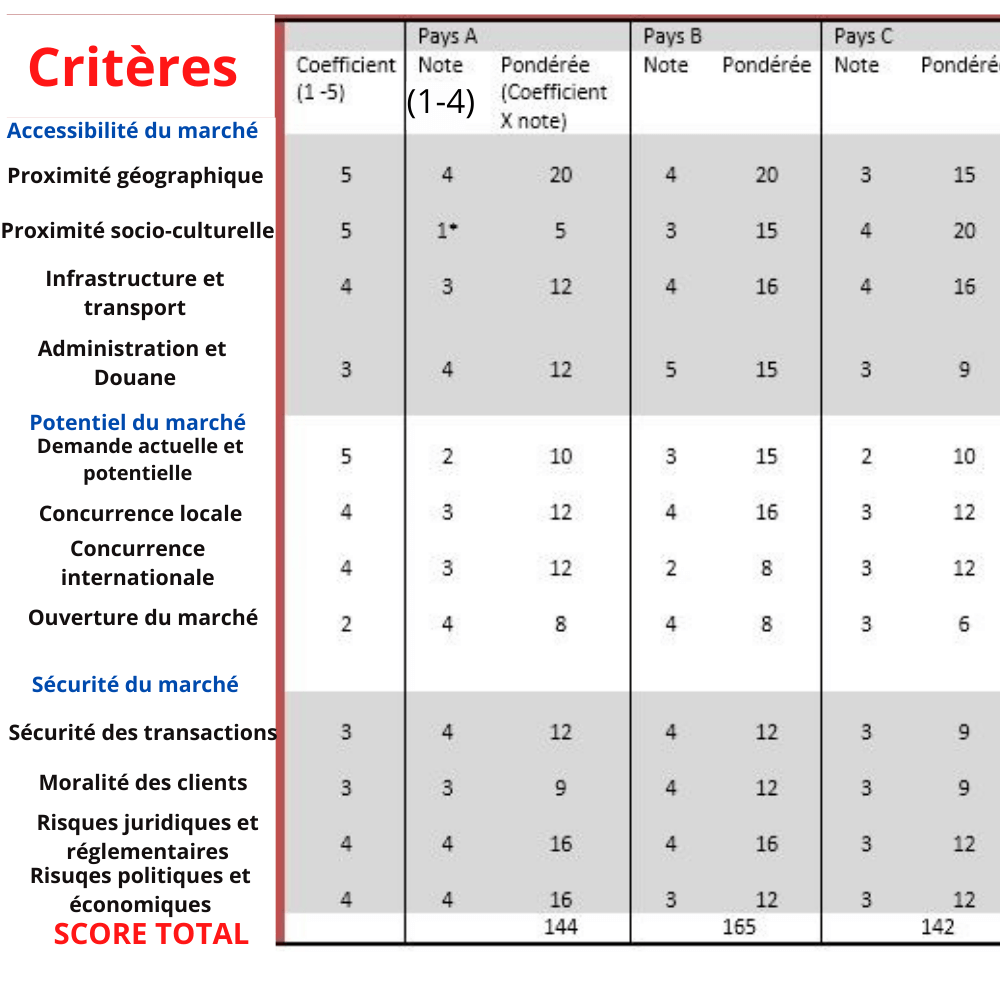 Critères
Pays A Pays B Pays C
Coefficient Note Pondérée Note Pondérée Note Pondérée
(1 -5) (1-4) (Coefficient
X note)
Accessibilité du marché
Proximité géographique 5 4 20 4 20 3 15
Proximité socio-culturelle 5 1* 5 3 15 4 20
Infrastructure et
transport 4 3 12 4 16 4 16
Administration et
Douane 3 4 12 5 15 3 9
Potentiel du marché
Demande actuelle et
potentielle 5 2 10 3 15 2 10
Concurrence locale 4 3 12 4 16 3 12
Concurrence
internationale 4 3 12 2 8 3 12
Ouverture du marché 2 4 8 4 8 3 6
Sécurité du marché
Sécurité des transactions 3 4 12 4 12 3 9
Moralité des clients 3 3 9 4 12 3 9
Risques juridiques et
réglementaires 4 4 16 4 16 3 12
Risuqes politiques et
économiques 4 4 16 3 12 3 12
SCORE TOTAL 144 165 142